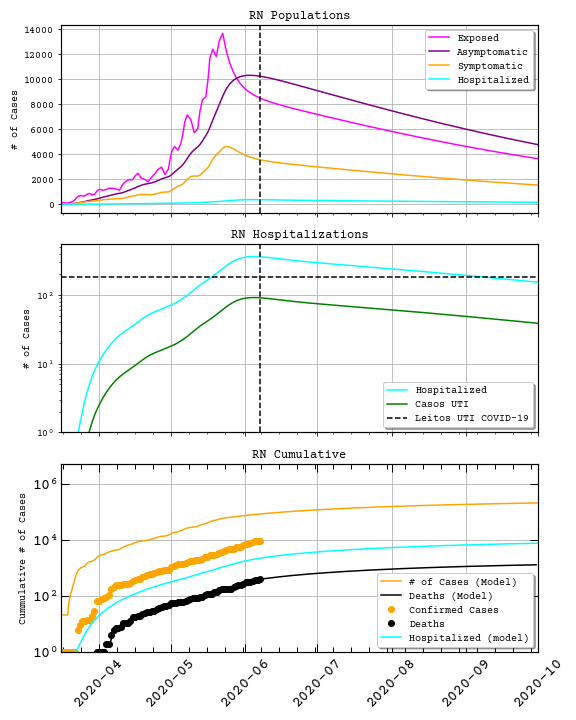 RN Populations
# of Cases
14000
12000
10000
8000
6000
4000
2000
0
Exposed
Asymptomatic
Symptomatic
Hospitalized
RN Hospitalizations
# of Cases
10²
10¹
10⁰
Hospitalized
Casos UTI
Leitos UTI COVID-19
RN Cumulative
Cummulative # of Cases
10⁶
10⁴
10²
10⁰
# of Cases (Model)
Deaths (Model)
Confirmed Cases
Deaths
Hospitalized (model)
2020-04
2020-05
2020-06
2020-07
2020-08
2020-09
2020-10